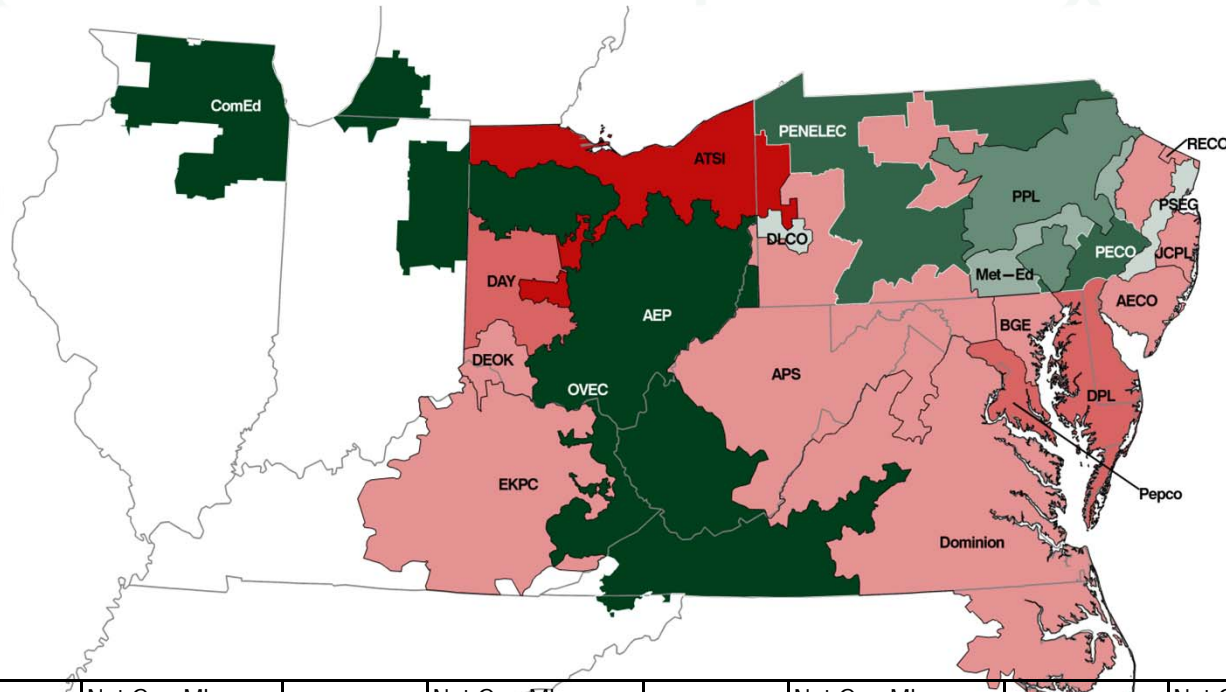 ComEd
PENELEC
ATSI
RECO
PPL
PSEG
DLCO
PECO
JCPL
Met-Ed
DAY
AECO
AEP
BGE
DEOK
APS
OVEC
DPL
EKPC
Pepco
Dominion